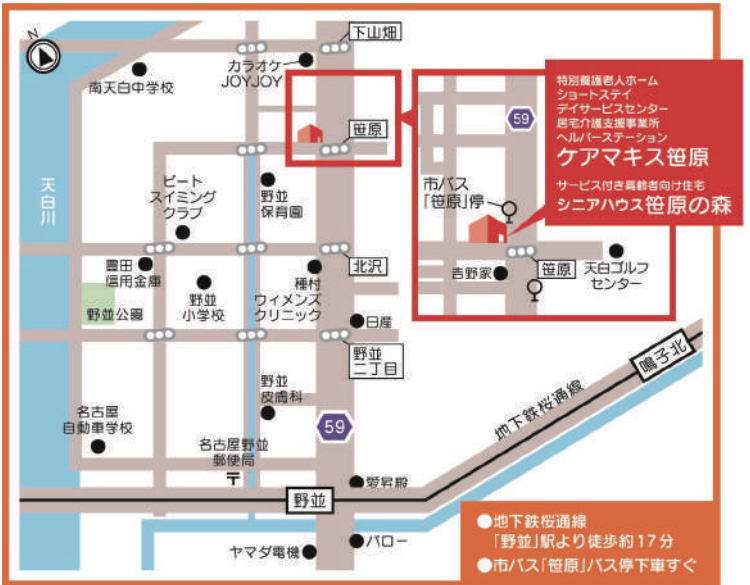 N
下山畑
カラオケ
JOYJOY
南天白中学校
笹原
天白川
ビート
スイミング
クラブ
野並
保育園
北沢
豊田
信用金庫
野並
小学校
種村
ウィメンズ
クリニック
野並公園
日産
野並
二丁目
野並
皮膚科
名古屋
自動車学校
59
名古屋野並
郵便局
〒
愛昇殿
野並
地下鉄桜通線
鳴子北
ヤマダ電機
バロー
特別養護老人ホーム
ショートステイ
デイサービスセンター
居宅介護支援事業所
ヘルパーステーション
ケアマキス笹原
サービス付き高齢者向け住宅
シニアハウス笹原の森
59
市バス
「笹原」停
吉野家
笹原
天白ゴルフ
センター
●地下鉄桜通線
「野並」駅より徒歩約17分
●市バス「笹原」バス停下車すぐ